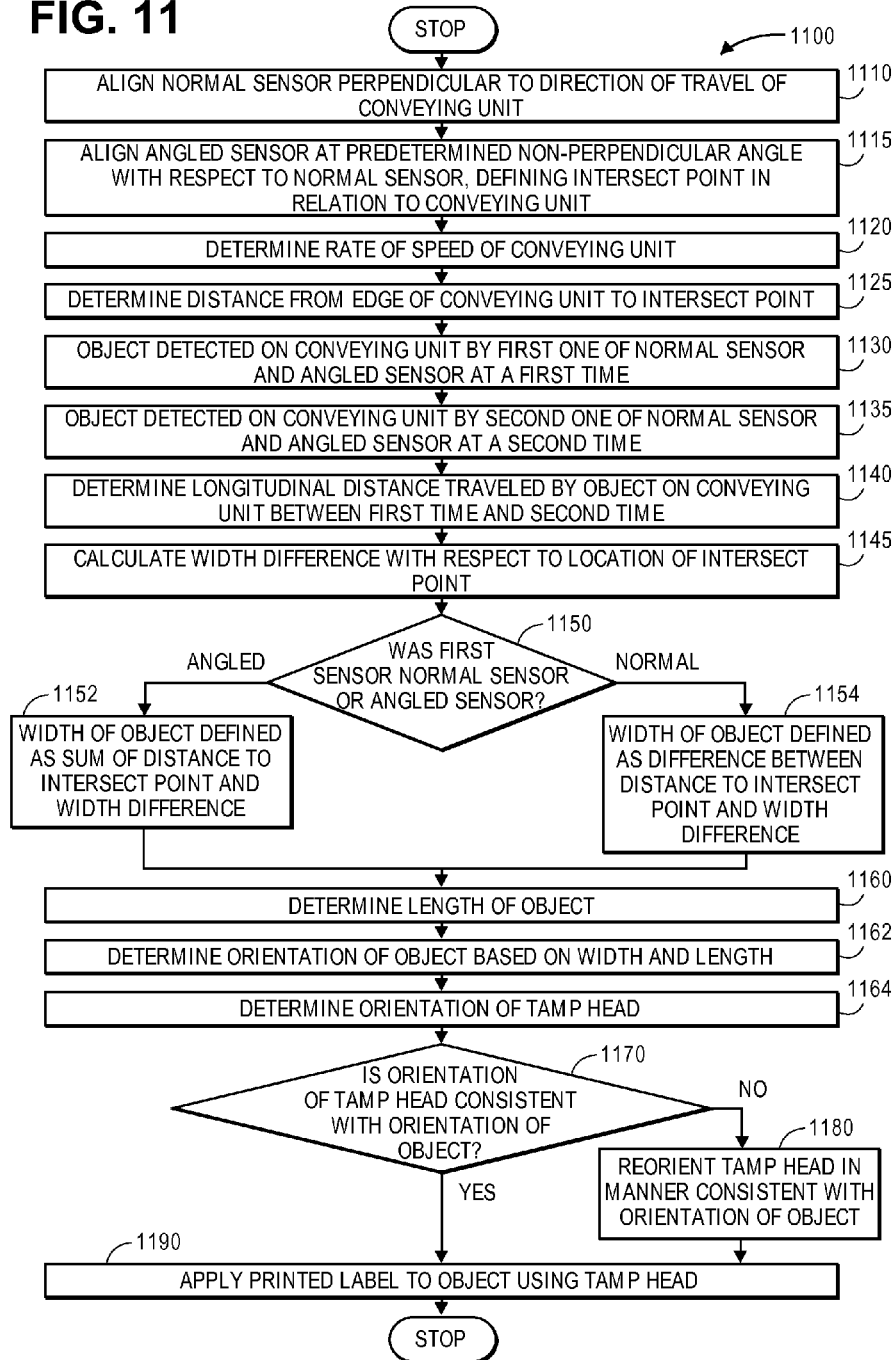 FIG. 11
STOP
1100
ALIGN NORMAL SENSOR PERPENDICULAR TO DIRECTION OF TRAVEL OF
CONVEYING UNIT
1110
ALIGN ANGLED SENSOR AT PREDETERMINED NON-PERPENDICULAR ANGLE
WITH RESPECT TO NORMAL SENSOR, DEFINING INTERSECT POINT IN
RELATION TO CONVEYING UNIT
1115
DETERMINE RATE OF SPEED OF CONVEYING UNIT
1120
DETERMINE DISTANCE FROM EDGE OF CONVEYING UNIT TO INTERSECT POINT
1125
OBJECT DETECTED ON CONVEYING UNIT BY FIRST ONE OF NORMAL SENSOR
AND ANGLED SENSOR AT A FIRST TIME
1130
OBJECT DETECTED ON CONVEYING UNIT BY SECOND ONE OF NORMAL SENSOR
AND ANGLED SENSOR AT A SECOND TIME
1135
DETERMINE LONGITUDINAL DISTANCE TRAVELED BY OBJECT ON CONVEYING
UNIT BETWEEN FIRST TIME AND SECOND TIME
1140
CALCULATE WIDTH DIFFERENCE WITH RESPECT TO LOCATION OF INTERSECT
POINT
1145
1150
WAS FIRST
SENSOR NORMAL SENSOR
OR ANGLED SENSOR?
ANGLED
NORMAL
1152
WIDTH OF OBJECT DEFINED
AS SUM OF DISTANCE TO
INTERSECT POINT AND
WIDTH DIFFERENCE
1154
WIDTH OF OBJECT DEFINED
AS DIFFERENCE BETWEEN
DISTANCE TO INTERSECT
POINT AND WIDTH
DIFFERENCE
DETERMINE LENGTH OF OBJECT
1160
DETERMINE ORIENTATION OF OBJECT BASED ON WIDTH AND LENGTH
1162
DETERMINE ORIENTATION OF TAMP HEAD
1164
1170
IS ORIENTATION
OF TAMP HEAD CONSISTENT
WITH ORIENTATION OF
OBJECT?
NO
YES
1180
REORIENT TAMP HEAD IN
MANNER CONSISTENT WITH
ORIENTATION OF OBJECT
1190
APPLY PRINTED LABEL TO OBJECT USING TAMP HEAD
STOP